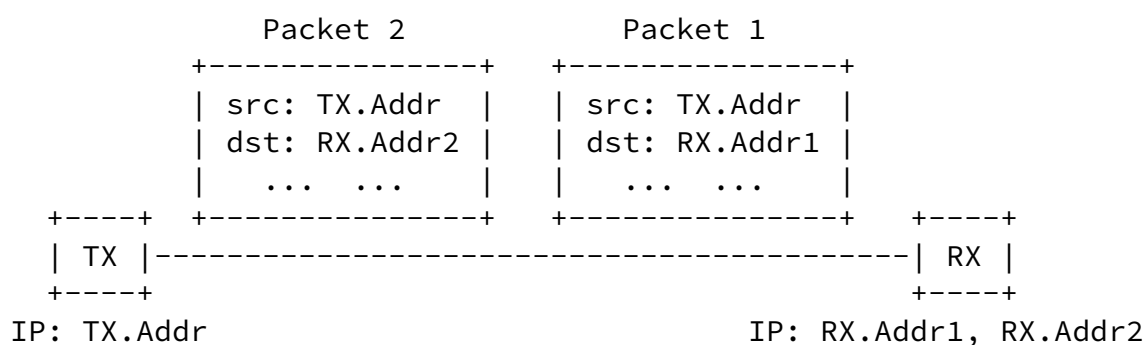 Packet 2 Packet 1
+---------------+ +---------------+
| src: TX.Addr | | src: TX.Addr |
| dst: RX.Addr2 | | dst: RX.Addr1 |
| ... ... | | ... ... |
+----+ +---------------+ +---------------+ +----+
| TX |------------------------------------------| RX |
+----+ +----+
IP: TX.Addr IP: RX.Addr1, RX.Addr2